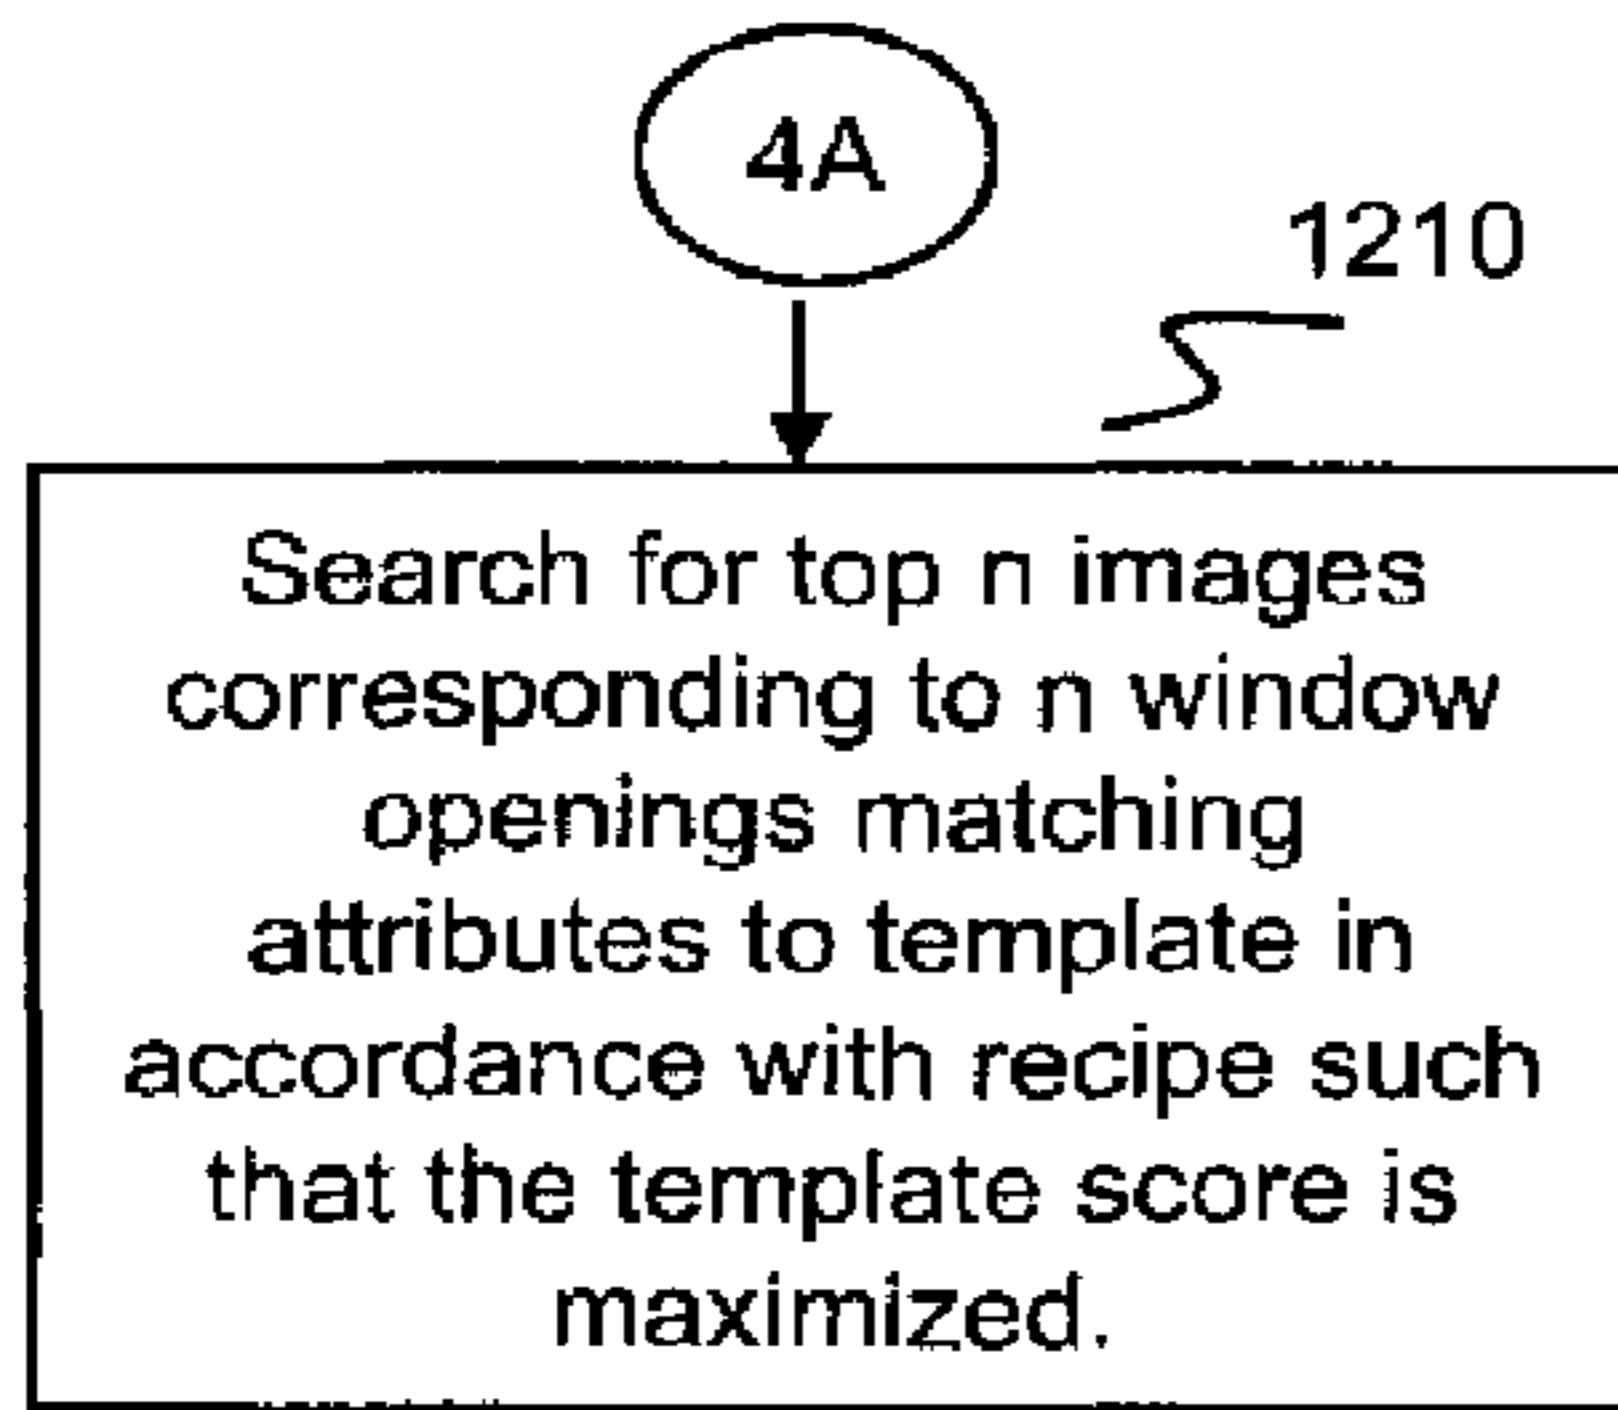 4A
1210
Search for top n images
corresponding to n window
openings matching
attributes to template in
accordance with recipe such
that the template score is
maximized.